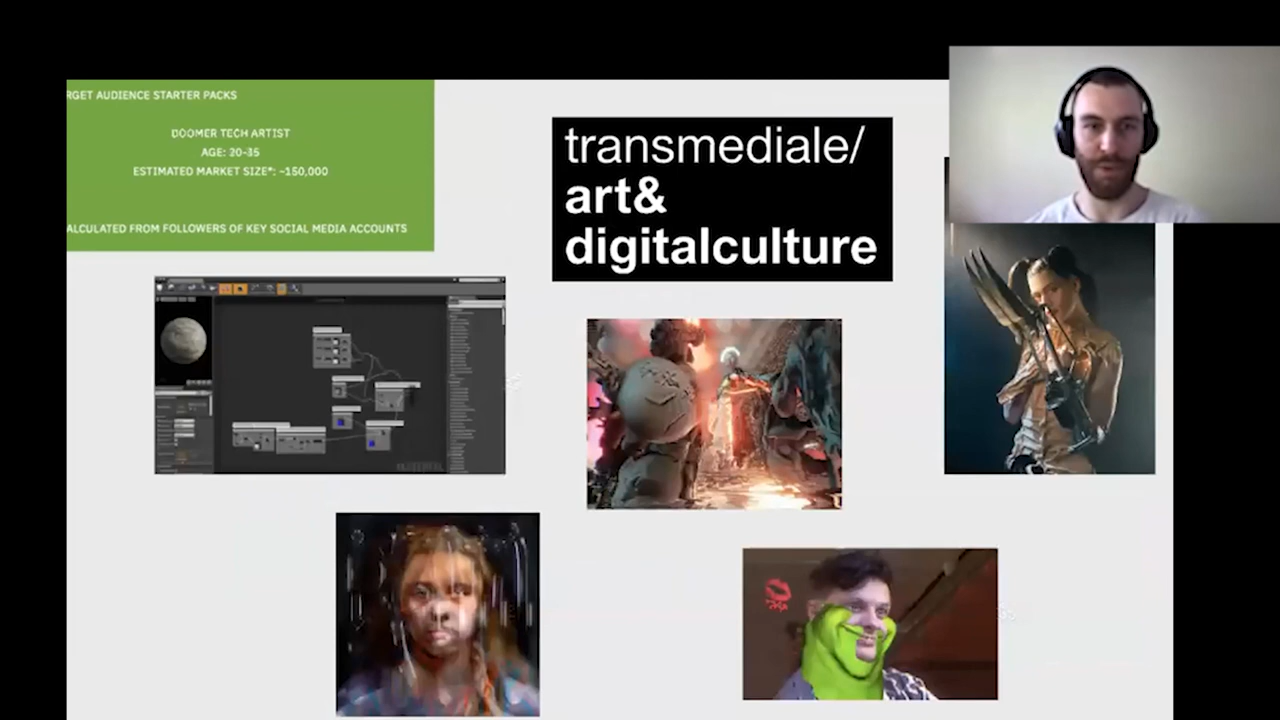 RGET AUDIENCE STARTER PACKS
DOOMER TECH ARTIST
AGE: 20-35
ESTIMATED MARKET SIZE*: ~150,000
ALCULATED FROM FOLLOWERS OF KEY SOCIAL MEDIA ACCOUNTS
transmediale/
art&
digitalculture